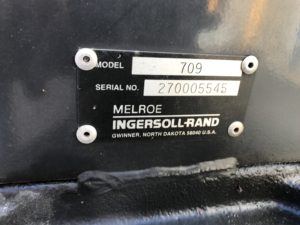 MODEL 709
SERIAL NO. 270005545
MELROE
INGERSOLL-RAND
GWINNER, NORTH DAKOTA 58040 U.S.A.